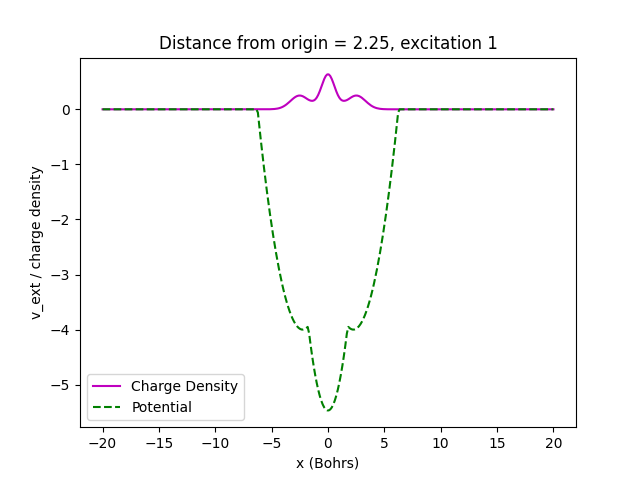 Distance from origin = 2.25, excitation 1
v_ext / charge density
0
−1
−2
−3
−4
−5
Charge Density
Potential
−20 −15 −10 −5 0 5 10 15 20
x (Bohrs)